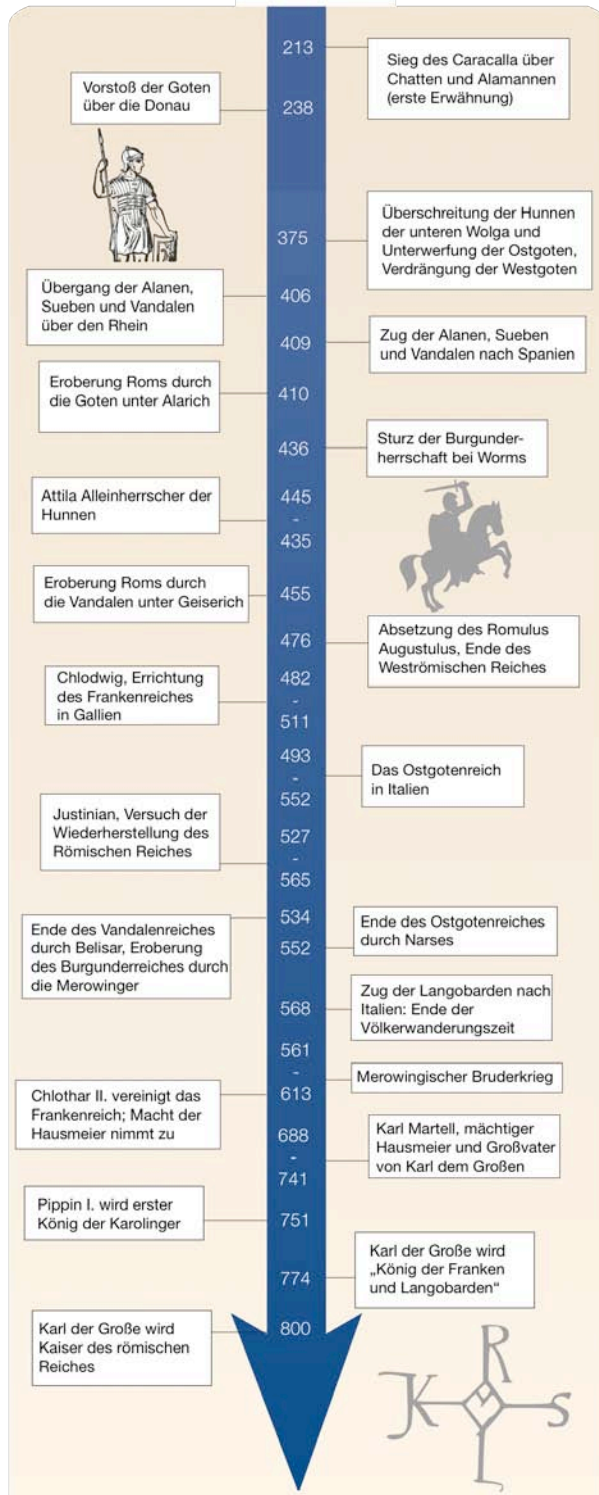 213
Sieg des Caracalla über
Chatten und Alamannen
(erste Erwähnung)
Vorstoß der Goten
über die Donau
238
375
Überschreitung der Hunnen
der unteren Wolga und
Unterwerfung der Ostgoten,
Verdrängung der Westgoten
Übergang der Alanen,
Sueben und Vandalen
über den Rhein
406
409
Zug der Alanen, Sueben
und Vandalen nach Spanien
Eroberung Roms durch
die Goten unter Alarich
410
436
Sturz der Burgunder-
herrschaft bei Worms
Attila Alleinherrscher der
Hunnen
445
-
435
Eroberung Roms durch
die Vandalen unter Geiserich
455
476
Absetzung des Romulus
Augustulus, Ende des
Weströmischen Reiches
Chlodwig, Errichtung
des Frankenreiches
in Gallien
482
-
511
493
-
552
Das Ostgotenreich
in Italien
Justinian, Versuch der
Wiederherstellung des
Römischen Reiches
527
-
565
534
Ende des Vandalenreiches
durch Belisar, Eroberung
des Burgunderreiches durch
die Merowinger
552
Ende des Ostgotenreiches
durch Narses
568
Zug der Langobarden nach
Italien: Ende der
Völkerwanderungszeit
561
-
613
Merowingischer Bruderkrieg
Chlothar II. vereinigt das
Frankenreich; Macht der
Hausmeier nimmt zu
688
-
741
Karl Martell, mächtiger
Hausmeier und Großvater
von Karl dem Großen
Pippin I. wird erster
König der Karolinger
751
774
Karl der Große wird
„König der Franken
und Langobarden“
Karl der Große wird
Kaiser des römischen
Reiches
800
R
K S
L